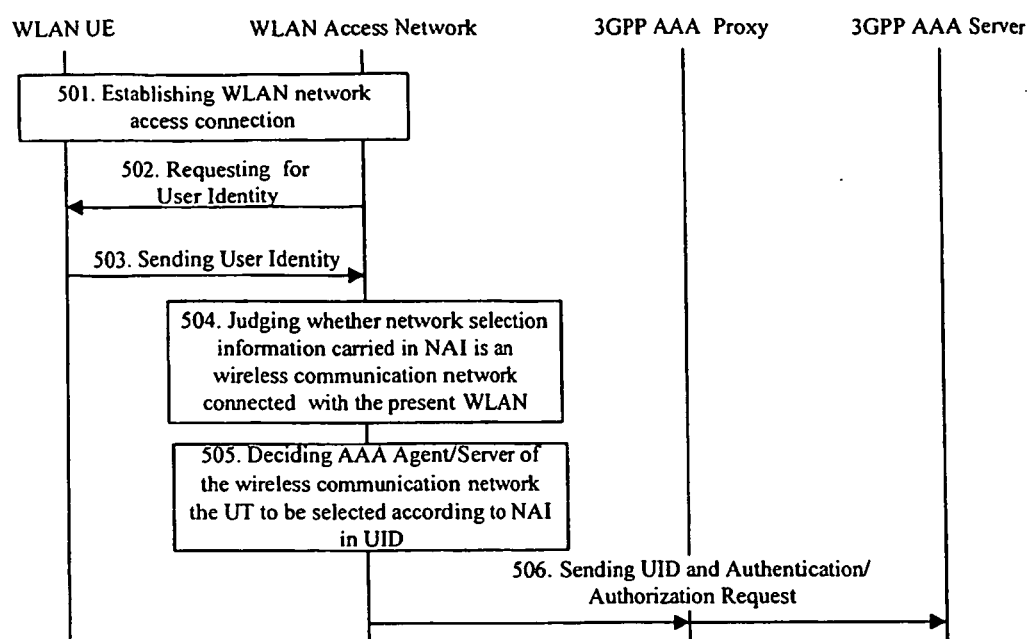 WLAN UE
WLAN Access Network
3GPP AAA Proxy
3GPP AAA Server
501. Establishing WLAN network
access connection
502. Requesting for
User Identity
503. Sending User Identity
504. Judging whether network selection
information carried in NAI is an
wireless communication network
connected with the present WLAN
505. Deciding AAA Agent/Server of
the wireless communication network
the UT to be selected according to NAI
in UID
506. Sending UID and Authentication/
Authorization Request